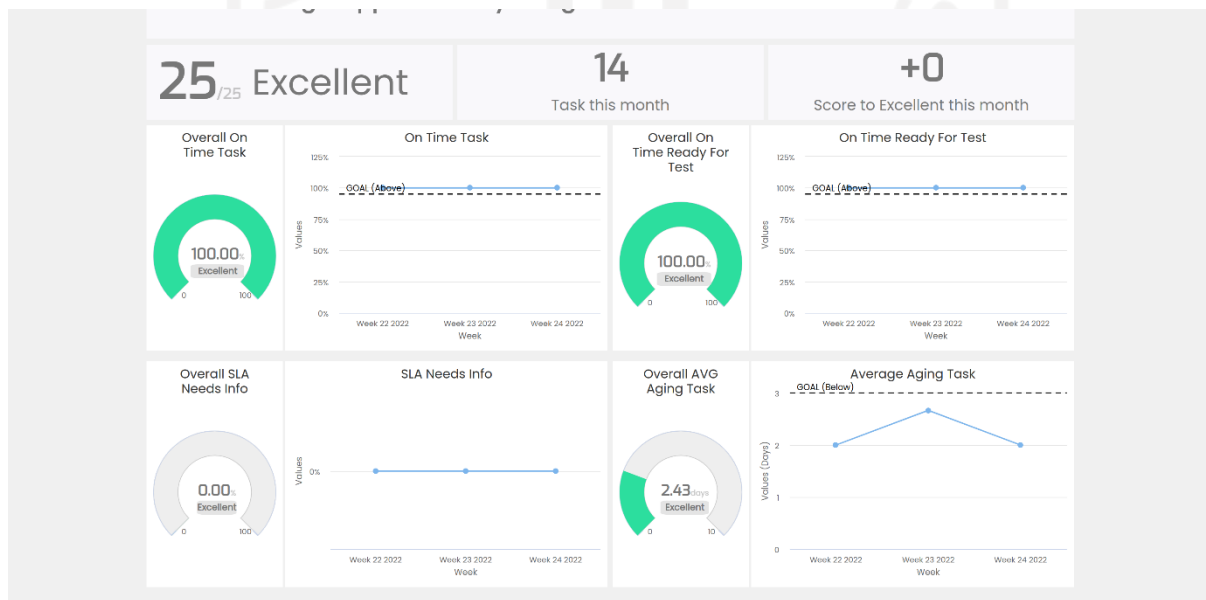 25/25 Excellent
14
Task this month
+0
Score to Excellent this month
Overall On
Time Task
100.00%
Excellent
0 100
On Time Task
125%
GOAL (Above)
100%
75%
50%
25%
0%
Values
Week 22 2022 Week 23 2022 Week 24 2022
Week
Overall On
Time Ready For
Test
100.00%
Excellent
0 100
On Time Ready For Test
125%
GOAL (Above)
100%
75%
50%
25%
0%
Values
Week 22 2022 Week 23 2022 Week 24 2022
Week
Overall SLA
Needs Info
0.00%
Excellent
0 100
SLA Needs Info
0%
Values
Week 22 2022 Week 23 2022 Week 24 2022
Week
Overall AVG
Aging Task
2.43days
Excellent
0 10
Average Aging Task
GOAL (Below)
3
2
1
0
Values (Days)
Week 22 2022 Week 23 2022 Week 24 2022
Week